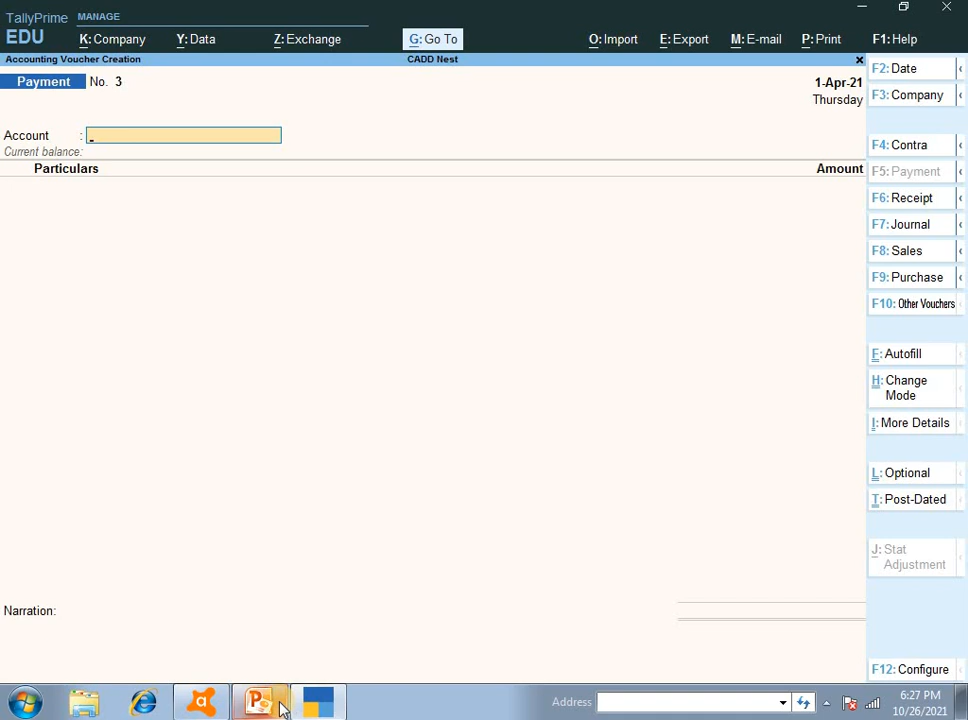 TallyPrime MANAGE
EDU K: Company Y: Data Z: Exchange G: Go To O: Import E: Export M: E-mail P: Print F1: Help
Accounting Voucher Creation CADD Nest
Payment No. 3 1-Apr-21
Thursday
Account :
Current balance:
Particulars Amount
Narration:
F2: Date
F3: Company
F4: Contra
F5: Payment
F6: Receipt
F7: Journal
F8: Sales
F9: Purchase
F10: Other Vouchers
F: Autofill
H: Change
Mode
I: More Details
L: Optional
T: Post-Dated
J: Stat
Adjustment
F12: Configure
Address 6:27 PM
10/26/2021